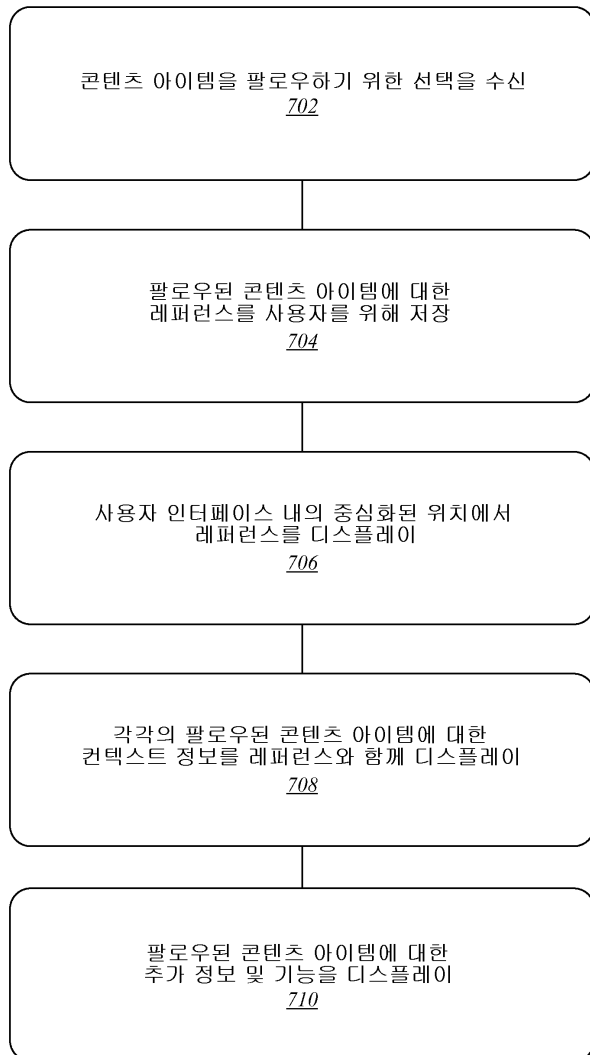 콘텐츠 아이템을 팔로우하기 위한 선택을 수신
702
팔로우된 콘텐츠 아이템에 대한
레퍼런스를 사용자를 위해 저장
704
사용자 인터페이스 내의 중심화된 위치에서
레퍼런스를 디스플레이
706
각각의 팔로우된 콘텐츠 아이템에 대한
컨텍스트 정보를 레퍼런스와 함께 디스플레이
708
팔로우된 콘텐츠 아이템에 대한
추가 정보 및 기능을 디스플레이
710